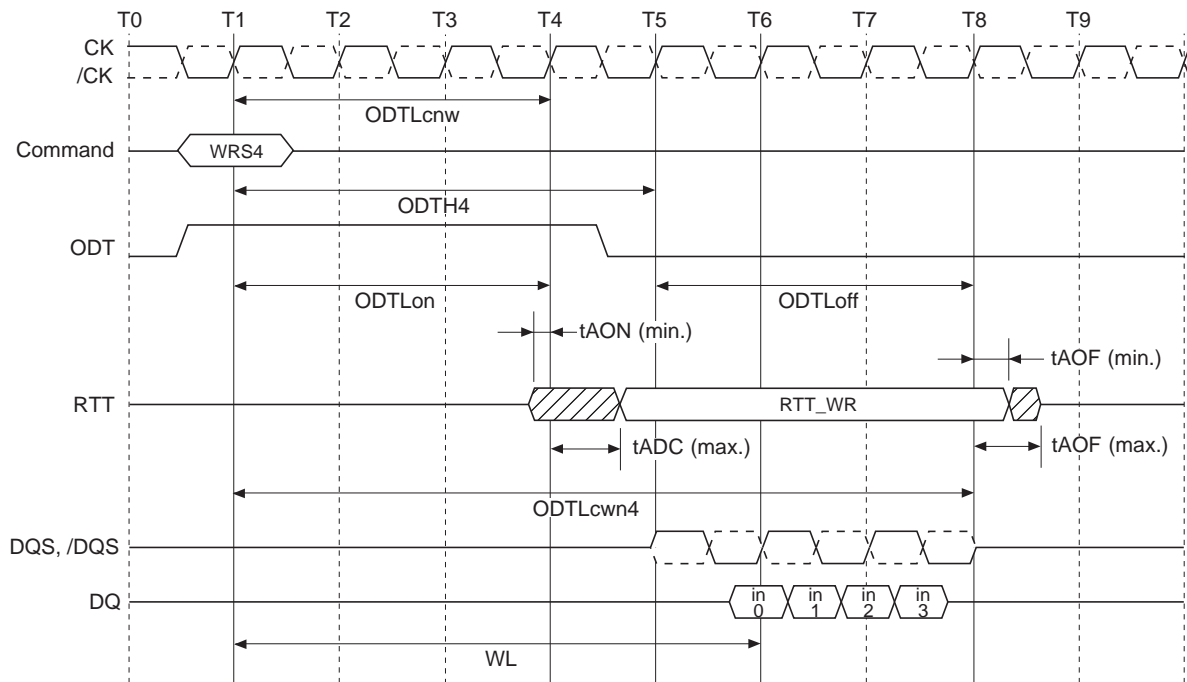 T0 T1 T2 T3 T4 T5 T6 T7 T8 T9
CK
/CK
ODTLcnw
Command WRS4
ODTH4
ODT
ODTLon ODTLoff
tAON (min.)
tAOF (min.)
RTT RTT_WR
tADC (max.) tAOF (max.)
ODTLcwn4
DQS, /DQS
DQ in 0 in 1 in 2 in 3
WL